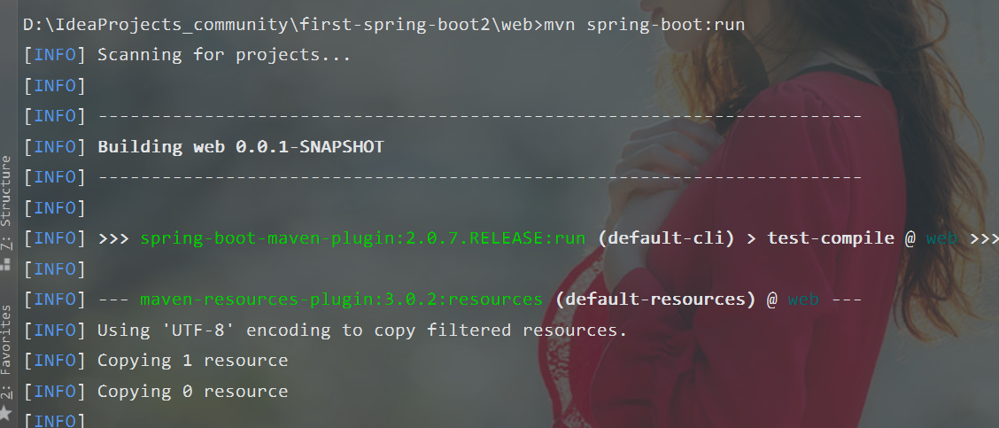 D:\IdeaProjects_community\first-spring-boot2\web>mvn spring-boot:run
[INFO] Scanning for projects...
[INFO]
[INFO] ------------------------------------------------------------------------
[INFO] Building web 0.0.1-SNAPSHOT
[INFO] ------------------------------------------------------------------------
[INFO]
[INFO] >>> spring-boot-maven-plugin:2.0.7.RELEASE:run (default-cli) > test-compile @ web >>>
[INFO]
[INFO] --- maven-resources-plugin:3.0.2:resources (default-resources) @ web ---
[INFO] Using 'UTF-8' encoding to copy filtered resources.
[INFO] Copying 1 resource
[INFO] Copying 0 resource
[INFO]
Z: Structure
2: Favorites